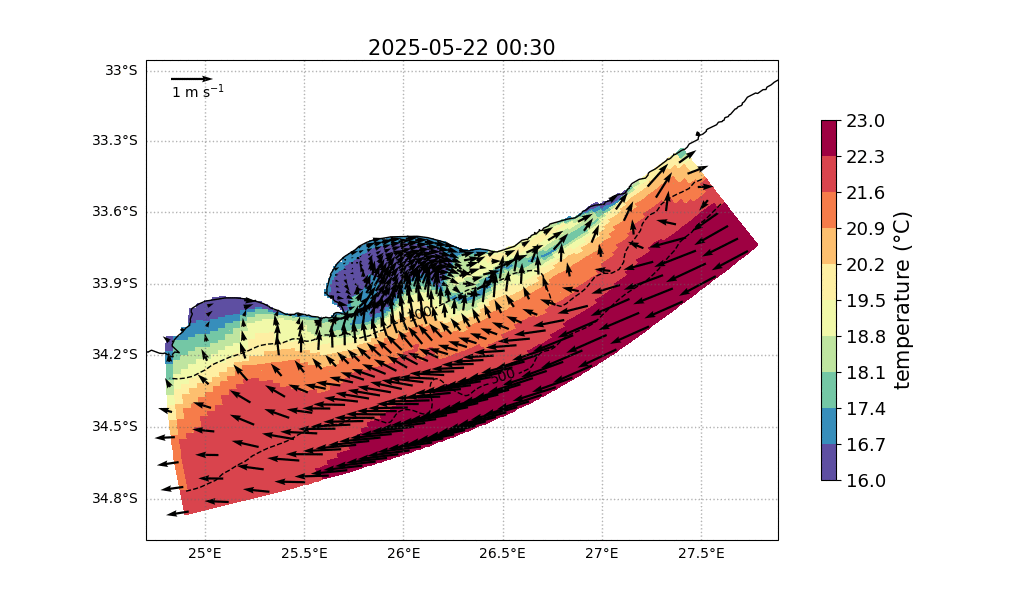 2025-05-22 00:30
1 m s⁻¹
33°S
33.3°S
33.6°S
33.9°S
34.2°S
34.5°S
34.8°S
25°E
25.5°E
26°E
26.5°E
27°E
27.5°E
100
500
23.0
22.3
21.6
20.9
20.2
19.5
18.8
18.1
17.4
16.7
16.0
temperature (°C)